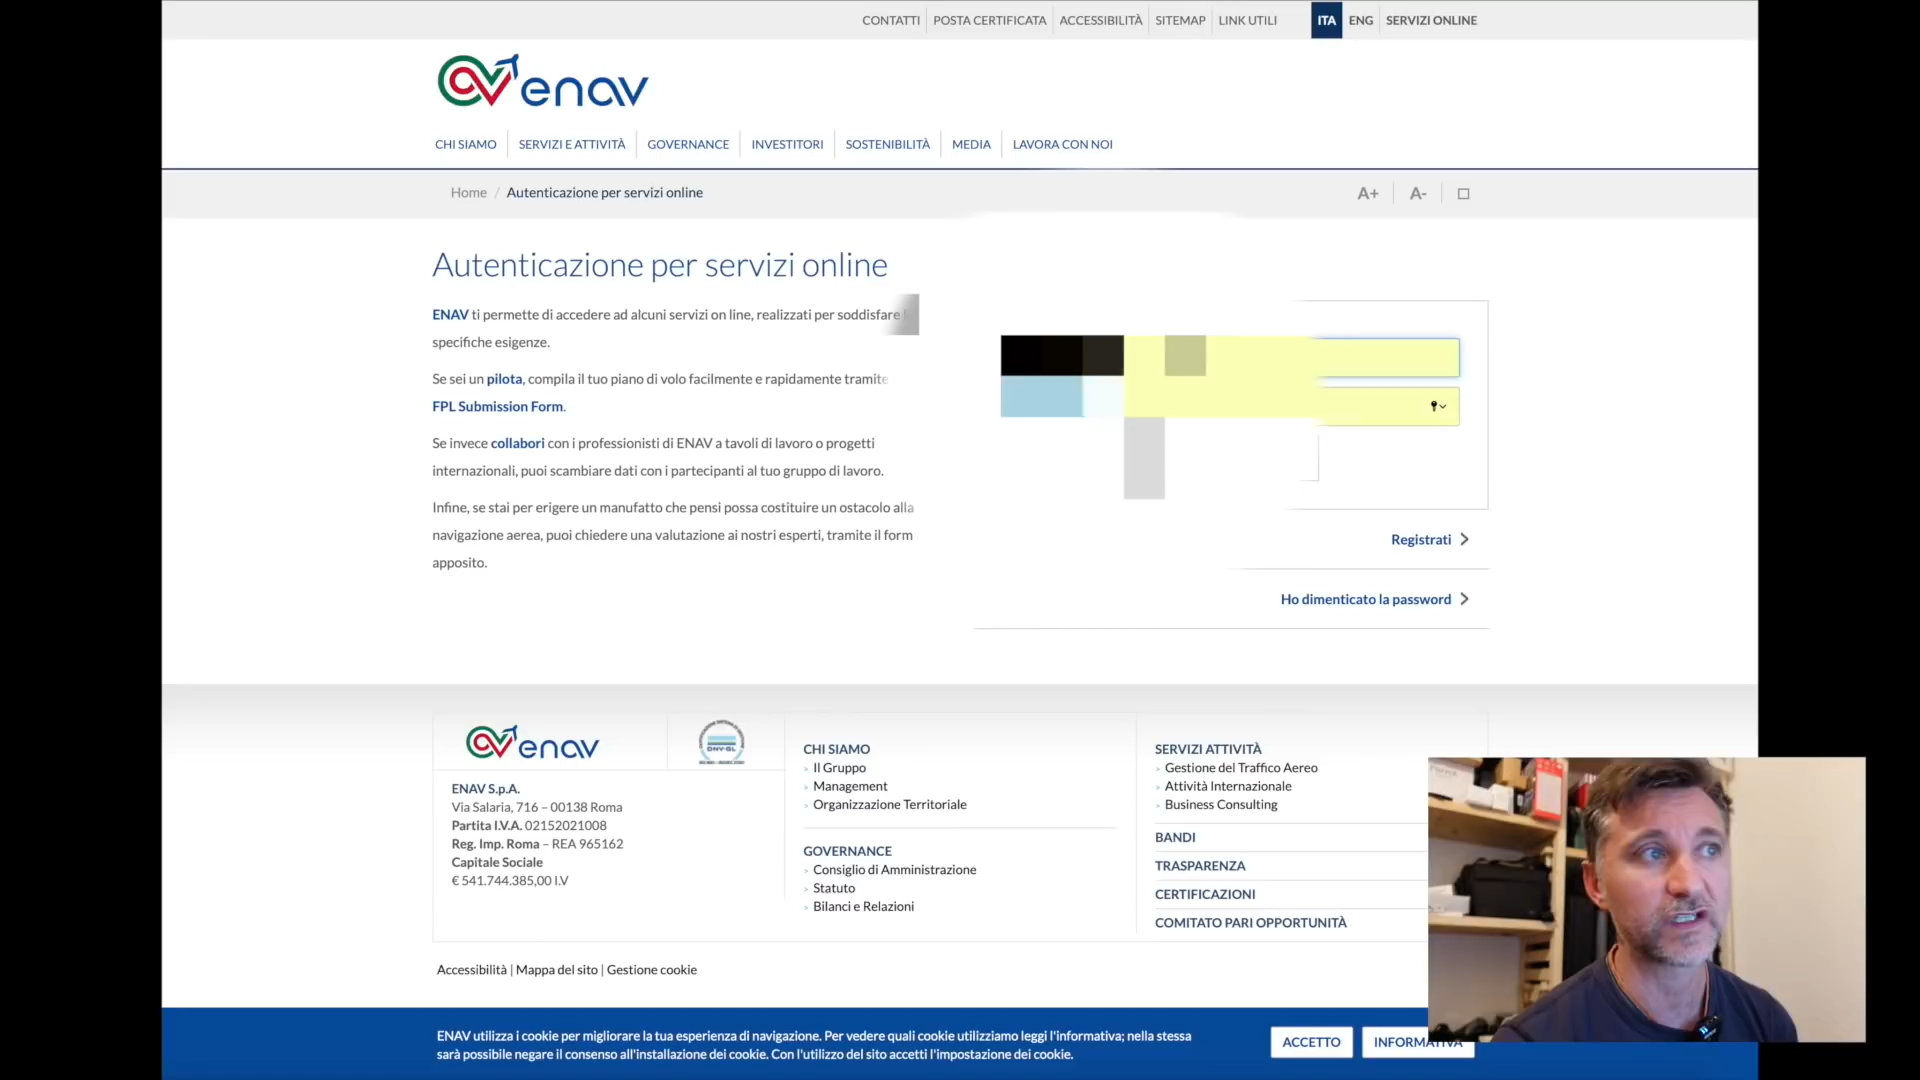 CONTATTI POSTA CERTIFICATA ACCESSIBILITÀ SITEMAP LINK UTILI ITA ENG SERVIZI ONLINE
enav
CHI SIAMO SERVIZI E ATTIVITÀ GOVERNANCE INVESTITORI SOSTENIBILITÀ MEDIA LAVORA CON NOI
Home / Autenticazione per servizi online
A+ A-
Autenticazione per servizi online
ENAV ti permette di accedere ad alcuni servizi on line, realizzati per soddisfare
specifiche esigenze.
Se sei un pilota, compila il tuo piano di volo facilmente e rapidamente tramite
FPL Submission Form.
Se invece collabori con i professionisti di ENAV a tavoli di lavoro o progetti
internazionali, puoi scambiare dati con i partecipanti al tuo gruppo di lavoro.
Infine, se stai per erigere un manufatto che pensi possa costituire un ostacolo alla
navigazione aerea, puoi chiedere una valutazione ai nostri esperti, tramite il form
apposito.
Registrati
Ho dimenticato la password
enav
DNV·GL
ENAV S.p.A.
Via Salaria, 716 – 00138 Roma
Partita I.V.A. 02152021008
Reg. Imp. Roma – REA 965162
Capitale Sociale
€ 541.744.385,00 I.V
CHI SIAMO
Il Gruppo
Management
Organizzazione Territoriale
GOVERNANCE
Consiglio di Amministrazione
Statuto
Bilanci e Relazioni
SERVIZI ATTIVITÀ
Gestione del Traffico Aereo
Attività Internazionale
Business Consulting
BANDI
TRASPARENZA
CERTIFICAZIONI
COMITATO PARI OPPORTUNITÀ
Accessibilità | Mappa del sito | Gestione cookie
ENAV utilizza i cookie per migliorare la tua esperienza di navigazione. Per vedere quali cookie utilizziamo leggi l'informativa; nella stessa
sarà possibile negare il consenso all'installazione dei cookie. Con l'utilizzo del sito accetti l'impostazione dei cookie.
ACCETTO INFORMATIVA